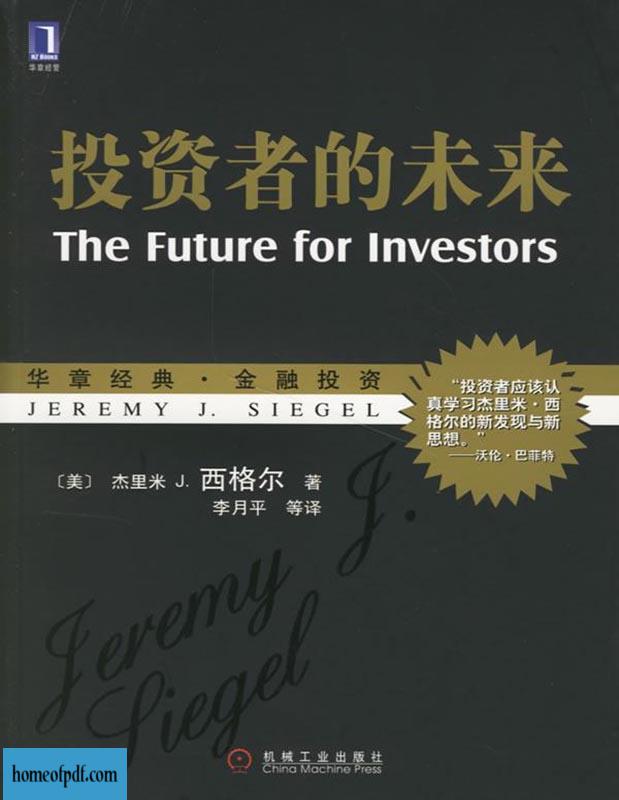 HZ Books
华章经管
投资者的未来
The Future for Investors
华章经典·金融投资
JEREMY J. SIEGEL
“投资者应该认
真学习杰里米·西
格尔的新发现与新
思想。”
——沃伦·巴菲特
〔美〕 杰里米 J. 西格尔 著
李月平 等译
Jeremy J.
Siegel
机械工业出版社
China Machine Press
homeofpdf.com